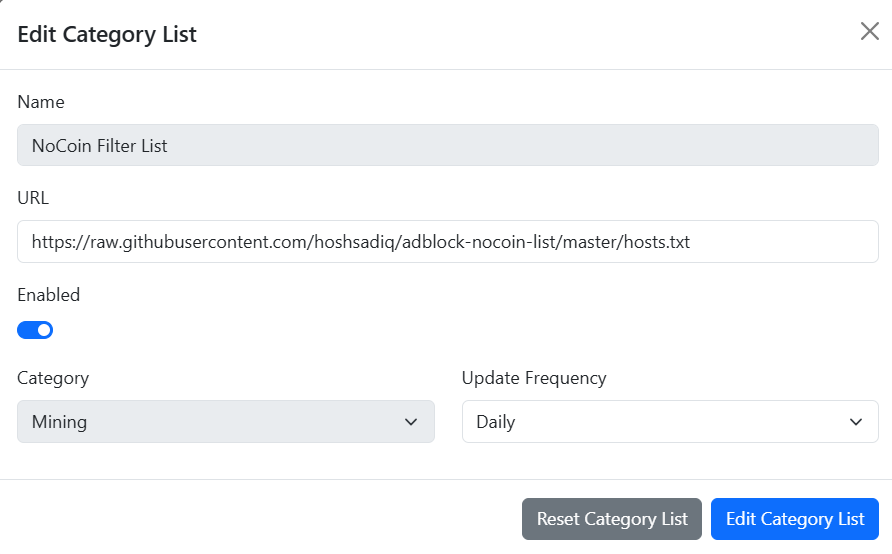 Edit Category List
Name
NoCoin Filter List
URL
https://raw.githubusercontent.com/hoshsadiq/adblock-nocoin-list/master/hosts.txt
Enabled
Category
Update Frequency
Mining
Daily
Reset Category List
Edit Category List